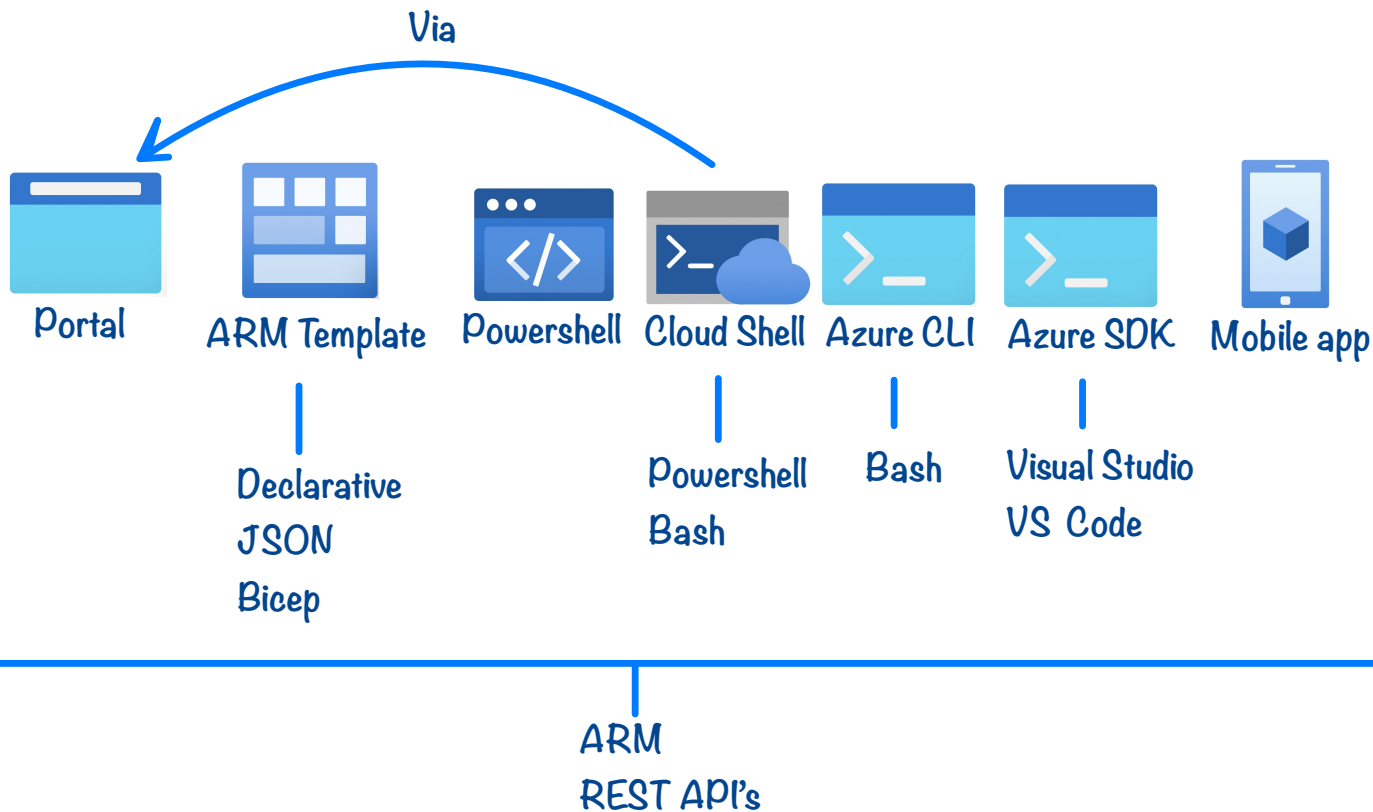 Via
Portal
ARM Template
Powershell
Cloud Shell
Azure CLI
Azure SDK
Mobile app
Declarative
JSON
Bicep
Powershell
Bash
Bash
Visual Studio
VS Code
ARM
REST API's